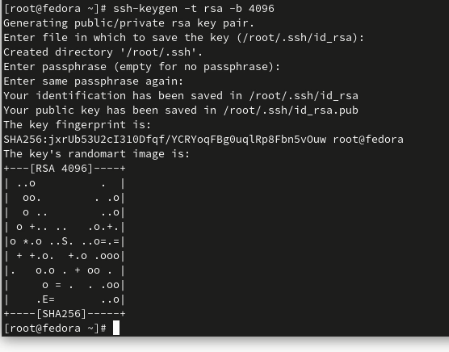 [root@fedora ~]# ssh-keygen -t rsa -b 4096
Generating public/private rsa key pair.
Enter file in which to save the key (/root/.ssh/id_rsa):
Created directory '/root/.ssh'.
Enter passphrase (empty for no passphrase):
Enter same passphrase again:
Your identification has been saved in /root/.ssh/id_rsa
Your public key has been saved in /root/.ssh/id_rsa.pub
The key fingerprint is:
SHA256:jxrUb53U2cI3l0Dfqf/YCRYoqFBg0uqlRp8Fbn5vOuw root@fedora
The key's randomart image is:
+---[RSA 4096]----+
| ..o          .  |
|  oo.        . .o|
|  o ..        ..o|
| o +.. ..   .o.+.|
|o *.o ..S. ..o=.=|
| + +.o.  +.o .ooo|
|.   o.o . + oo . |
|     o = .  . .oo|
|    .E=      ..o|
+----[SHA256]-----+
[root@fedora ~]#